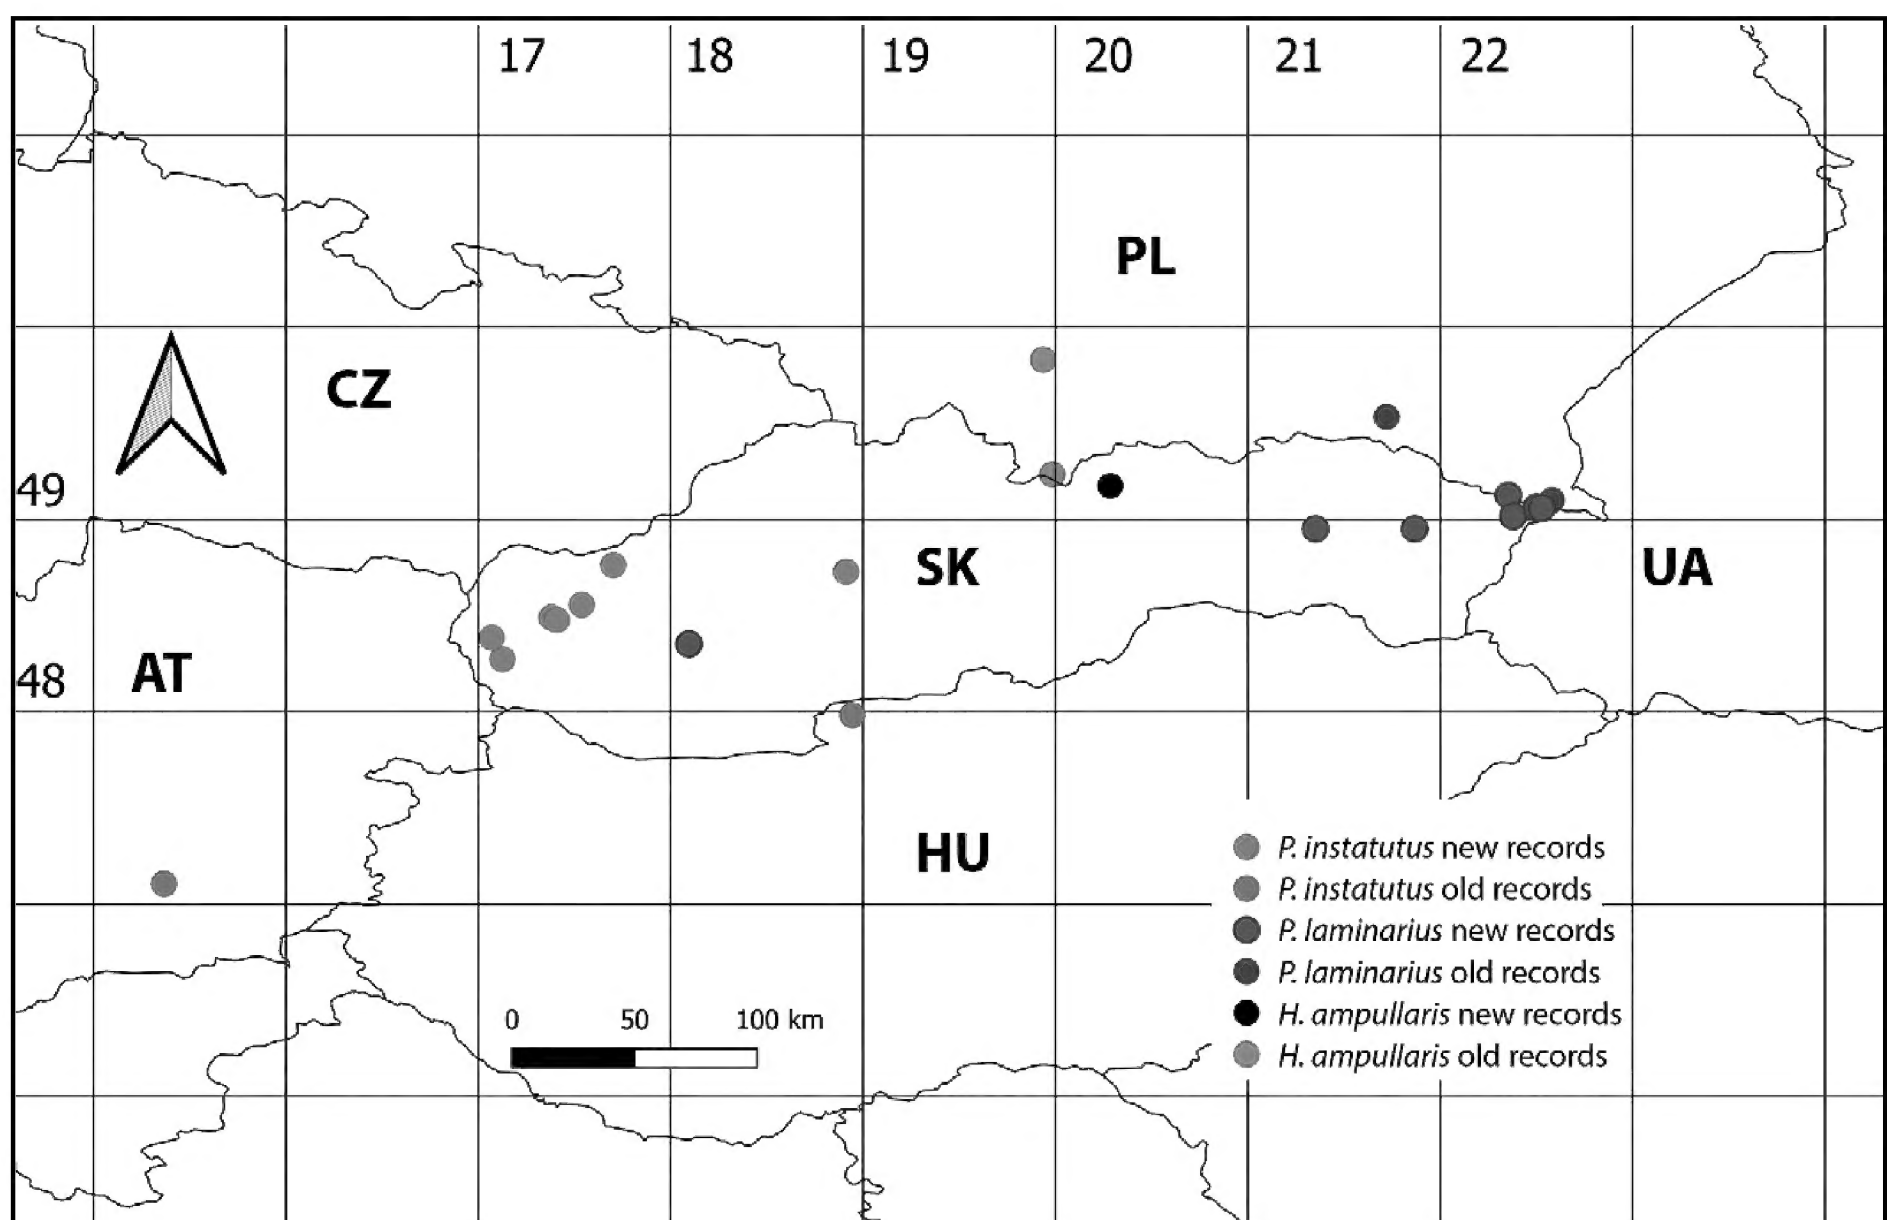 17 18 19 20 21 22
PL
CZ
49
SK
UA
AT
48
HU
P. instatutus new records
P. instatutus old records
P. laminarius new records
P. laminarius old records
H. ampullaris new records
H. ampullaris old records
0 50 100 km